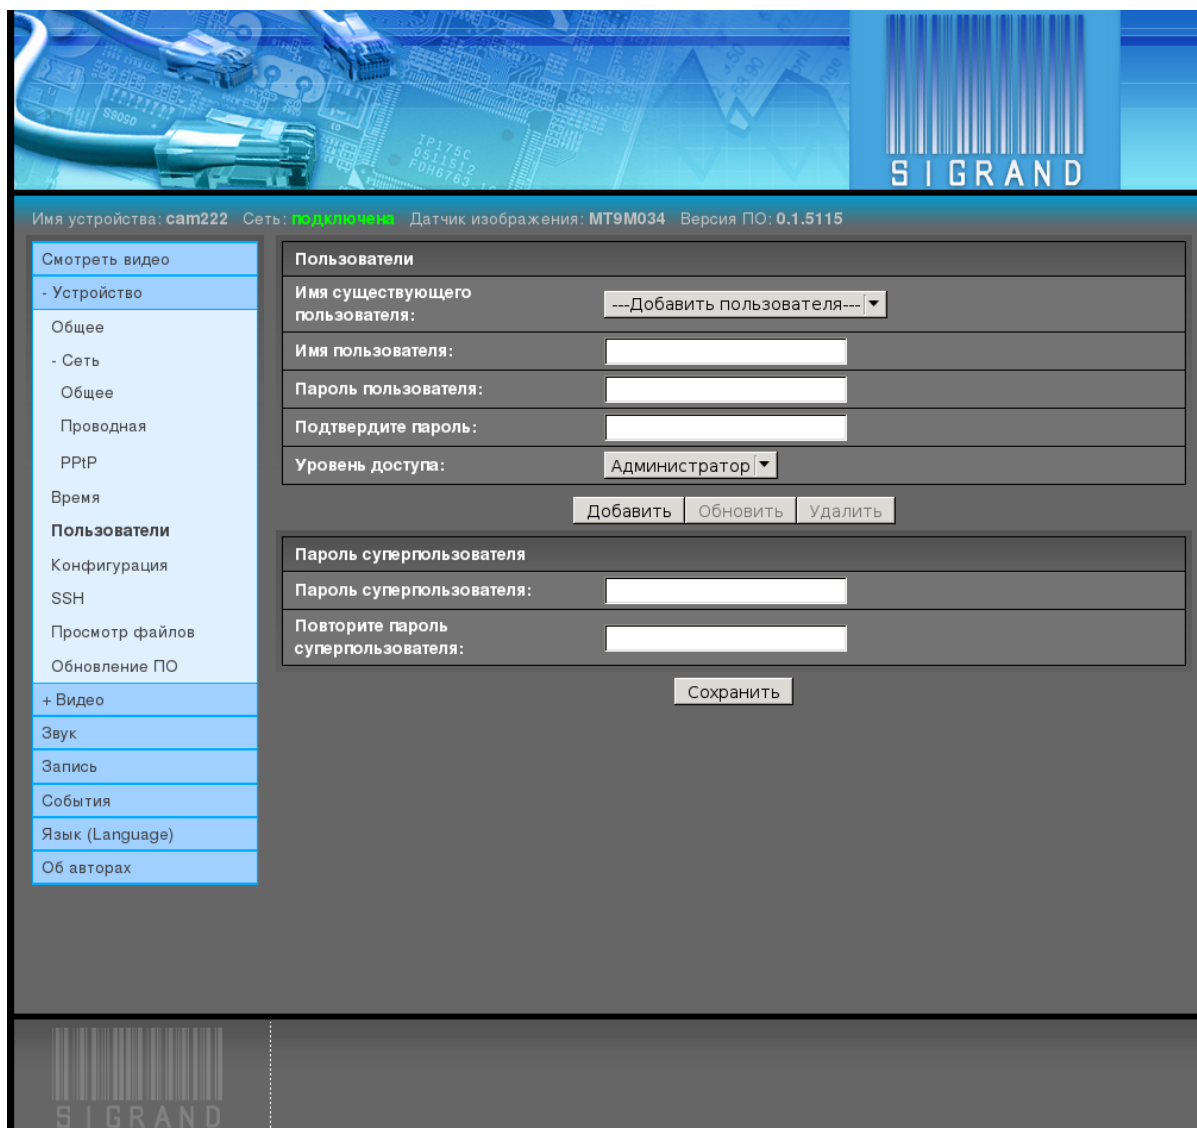 S9OSO
IP175C
0511S12
SIGRAND
Имя устройства: cam222 Сеть: подключена Датчик изображения: MT9M034 Версия ПО: 0.1.5115
Смотреть видео
- Устройство
Общее
- Сеть
Общее
Проводная
PPtP
Время
Пользователи
Конфигурация
SSH
Просмотр файлов
Обновление ПО
+ Видео
Звук
Запись
События
Язык (Language)
Об авторах
Пользователи
Имя существующего
пользователя:
---Добавить пользователя---
Имя пользователя:
Пароль пользователя:
Подтвердите пароль:
Уровень доступа:
Администратор
Добавить Обновить Удалить
Пароль суперпользователя
Пароль суперпользователя:
Повторите пароль
суперпользователя:
Сохранить
SIGRAND